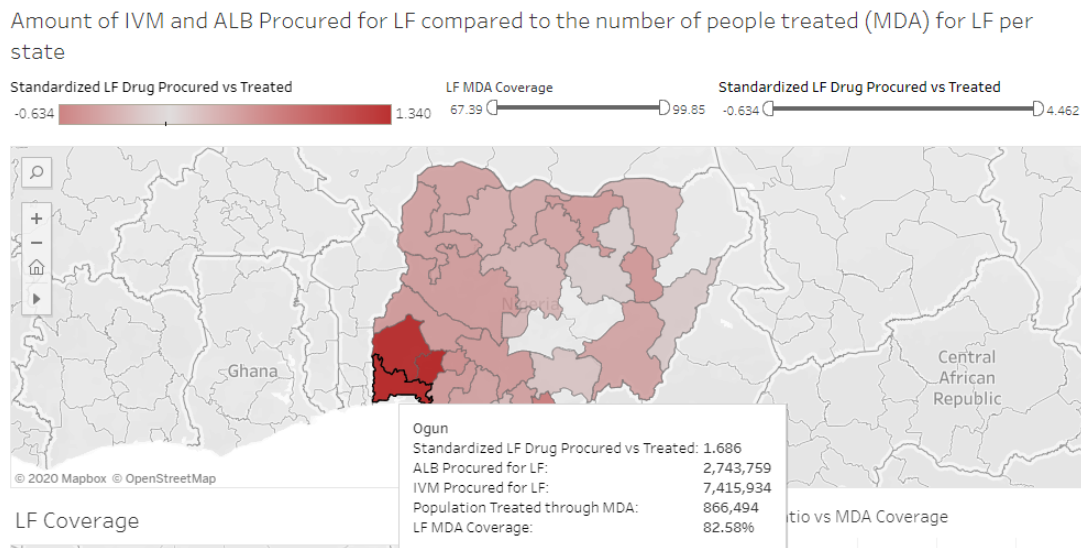 Amount of IVM and ALB Procured for LF compared to the number of people treated (MDA) for LF per
state
Standardized LF Drug Procured vs Treated
-0.634
1.340
LF MDA Coverage
67.39
99.85
Standardized LF Drug Procured vs Treated
-0.634
4.462
Nigeria
Ghana
Central
African
Republic
Ogun
Standardized LF Drug Procured vs Treated: 1.686
ALB Procured for LF: 2,743,759
IVM Procured for LF: 7,415,934
Population Treated through MDA: 866,494
LF MDA Coverage: 82.58%
© 2020 Mapbox © OpenStreetMap
LF Coverage
tio vs MDA Coverage